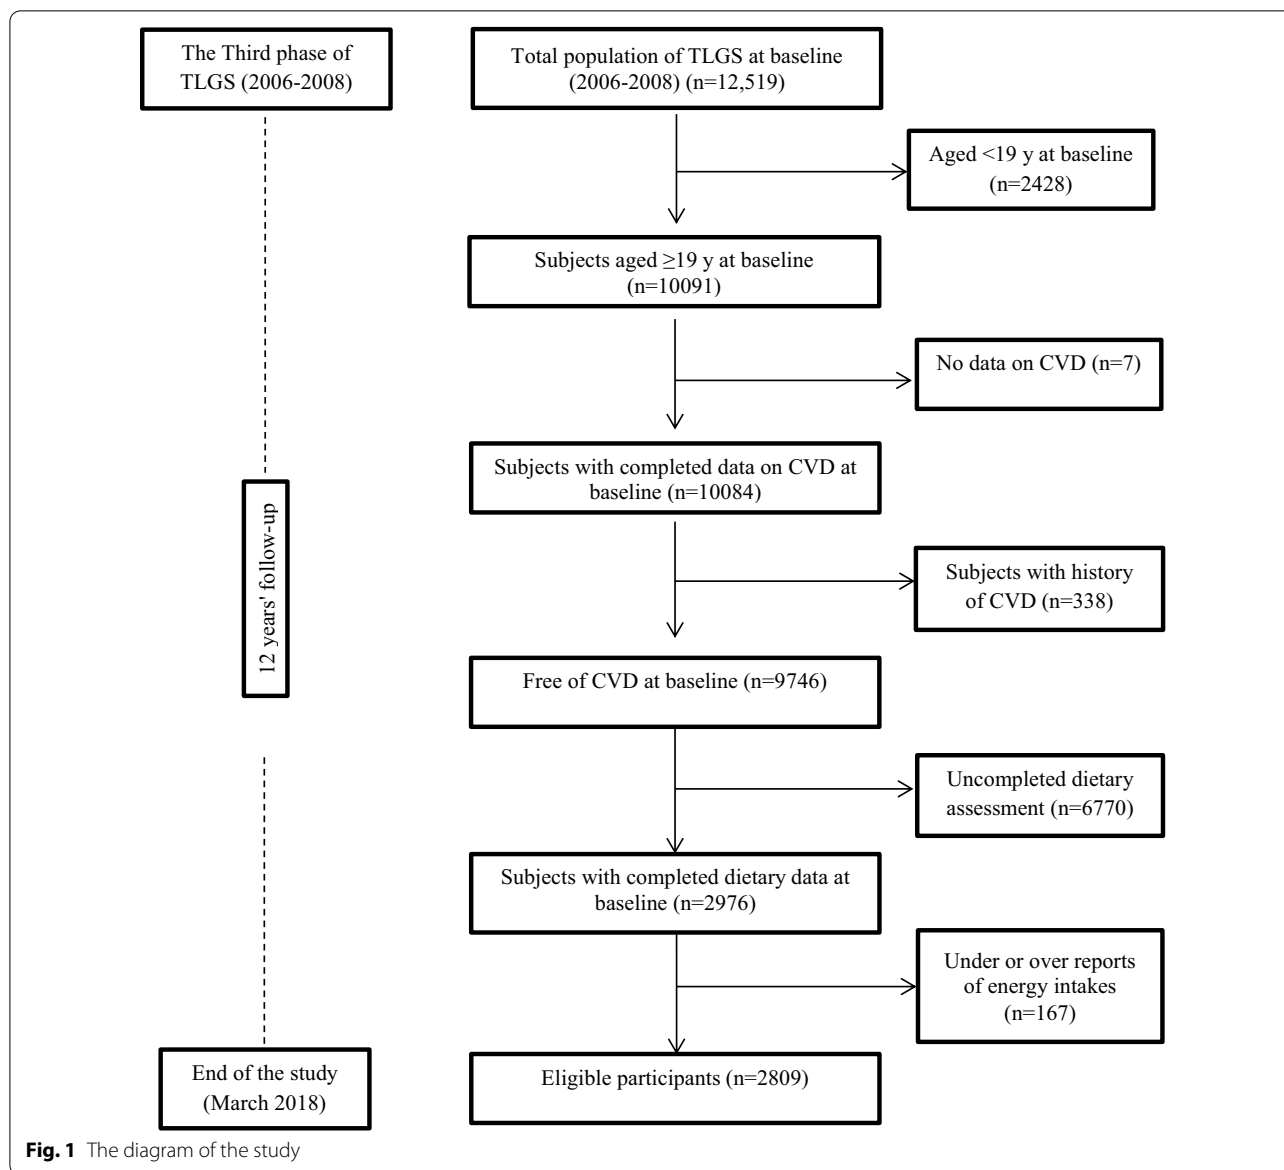 The Third phase of
TLGS (2006-2008)
Total population of TLGS at baseline
(2006-2008) (n=12,519)
Aged <19 y at baseline
(n=2428)
Subjects aged ≥19 y at baseline
(n=10091)
No data on CVD (n=7)
Subjects with completed data on CVD at
baseline (n=10084)
12 years' follow-up
Subjects with history
of CVD (n=338)
Free of CVD at baseline (n=9746)
Uncompleted dietary
assessment (n=6770)
Subjects with completed dietary data at
baseline (n=2976)
Under or over reports
of energy intakes
(n=167)
End of the study
(March 2018)
Eligible participants (n=2809)
Fig. 1 The diagram of the study